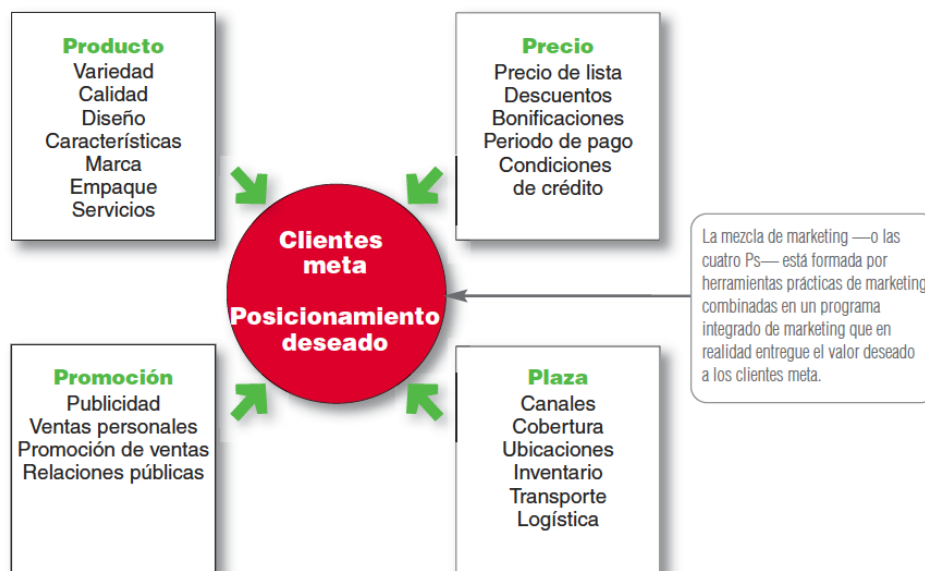 Producto
Variedad
Calidad
Diseño
Características
Marca
Empaque
Servicios
Precio
Precio de lista
Descuentos
Bonificaciones
Periodo de pago
Condiciones
de crédito
Clientes
meta
Posicionamiento
deseado
La mezcla de marketing —o las
cuatro Ps— está formada por
herramientas prácticas de marketing
combinadas en un programa
integrado de marketing que en
realidad entregue el valor deseado
a los clientes meta.
Promoción
Publicidad
Ventas personales
Promoción de ventas
Relaciones públicas
Plaza
Canales
Cobertura
Ubicaciones
Inventario
Transporte
Logística